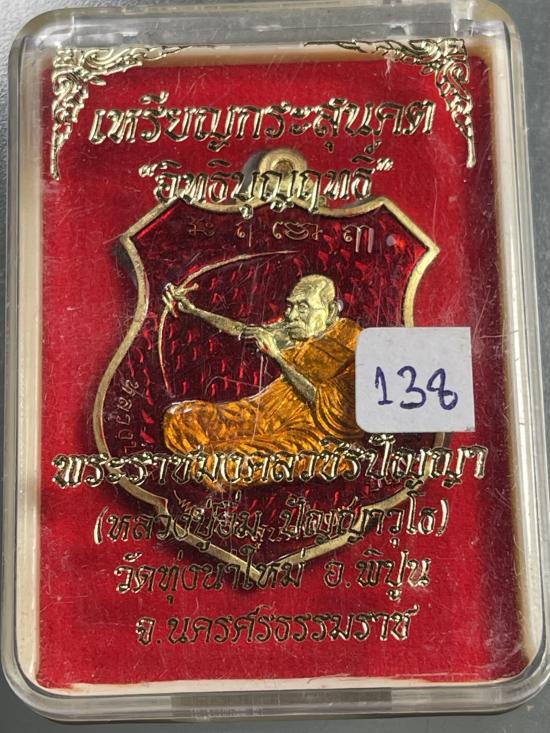 เหรียญกระสุนคต
"อิทธิบุญฤทธิ์"
138
พระราชมงคลวชิรปัญญา
(หลวงปู่จิ่ม ปัญญาวุโธ)
วัดทุ่งนาใหม่ อ.พิปูน
จ.นครศรีธรรมราช